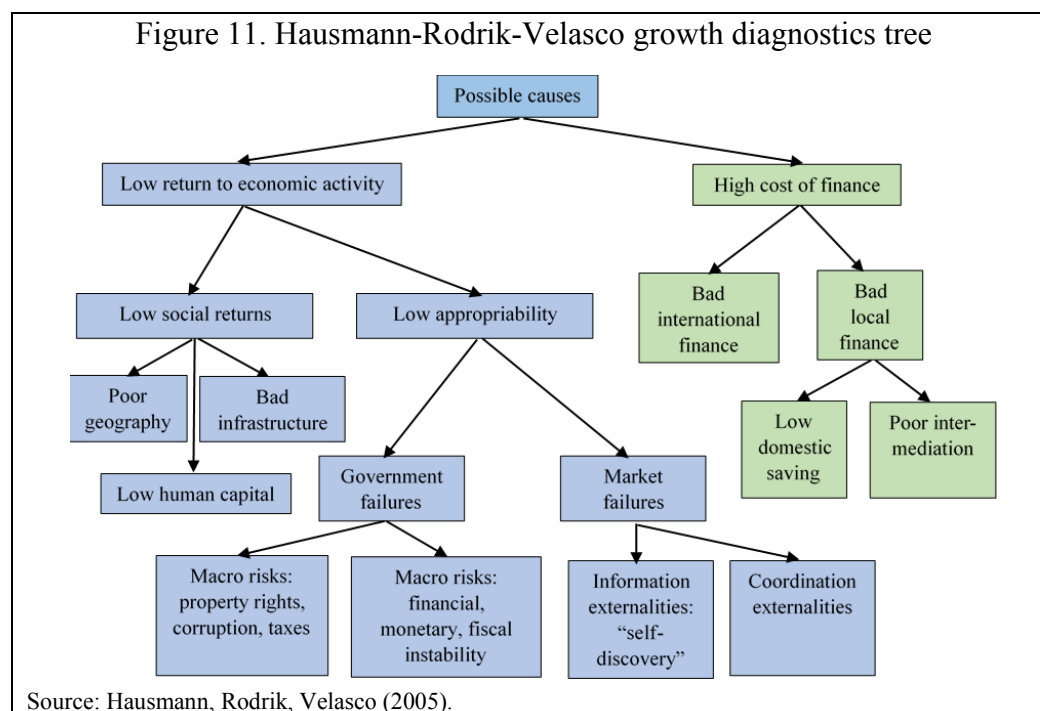 Figure 11. Hausmann-Rodrik-Velasco growth diagnostics tree
Possible causes
Low return to economic activity
High cost of finance
Low social returns
Low appropriability
Bad
international
finance
Bad
local
finance
Poor
geography
Bad
infrastructure
Low
domestic
saving
Poor inter-
mediation
Low human capital
Government
failures
Market
failures
Macro risks:
property rights,
corruption, taxes
Macro risks:
financial,
monetary, fiscal
instability
Information
externalities:
“self-
discovery”
Coordination
externalities
Source: Hausmann, Rodrik, Velasco (2005).